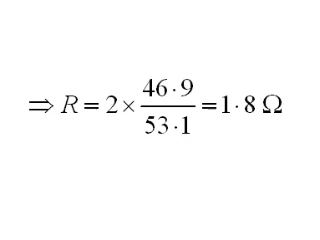 ⇒ R = 2 × 46·9 / 53·1 = 1·8 Ω